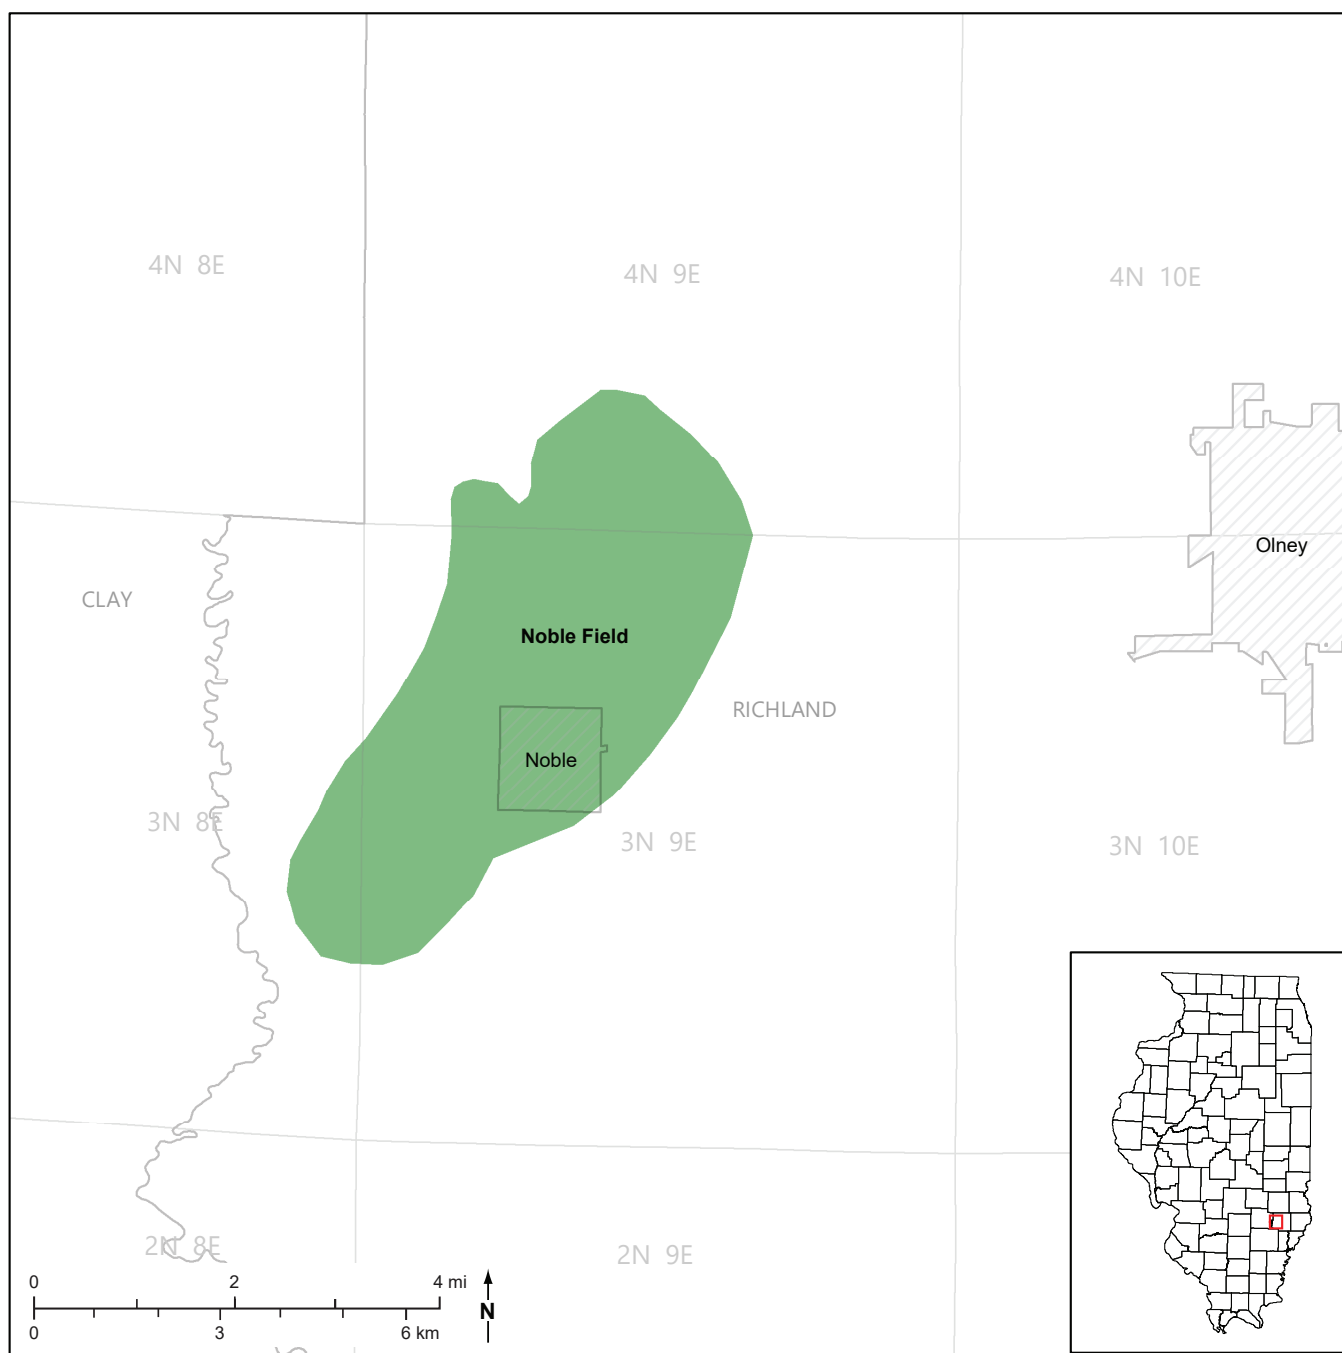 4N 8E
4N 9E
4N 10E
Olney
CLAY
Noble Field
RICHLAND
Noble
3N 8E
3N 9E
3N 10E
2N 8E
2N 9E
0 2 4 mi
0 3 6 km
N